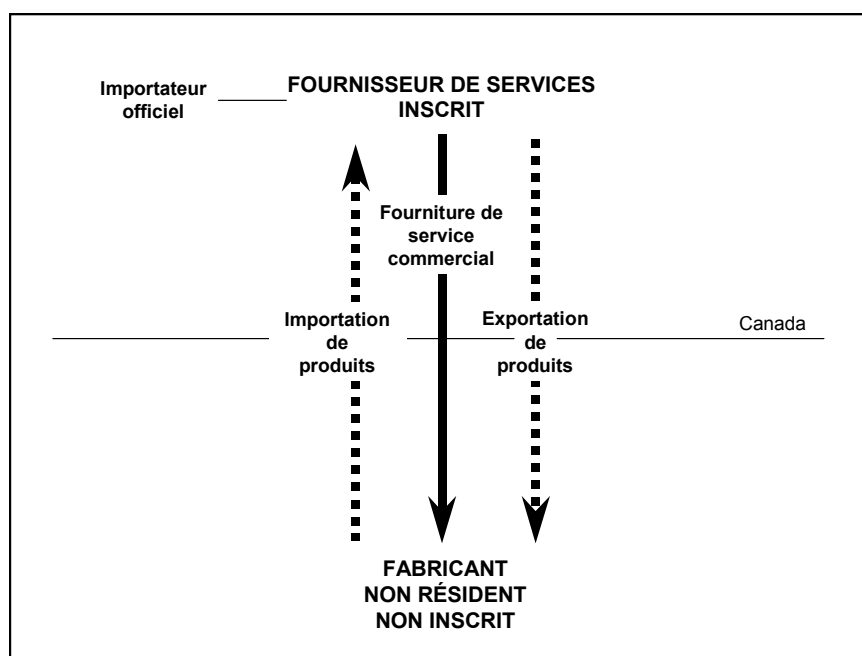 Importateur
officiel
FOURNISSEUR DE SERVICES
INSCRIT
Fourniture de
service
commercial
Importation
de
produits
Exportation
de
produits
Canada
FABRICANT
NON RÉSIDENT
NON INSCRIT